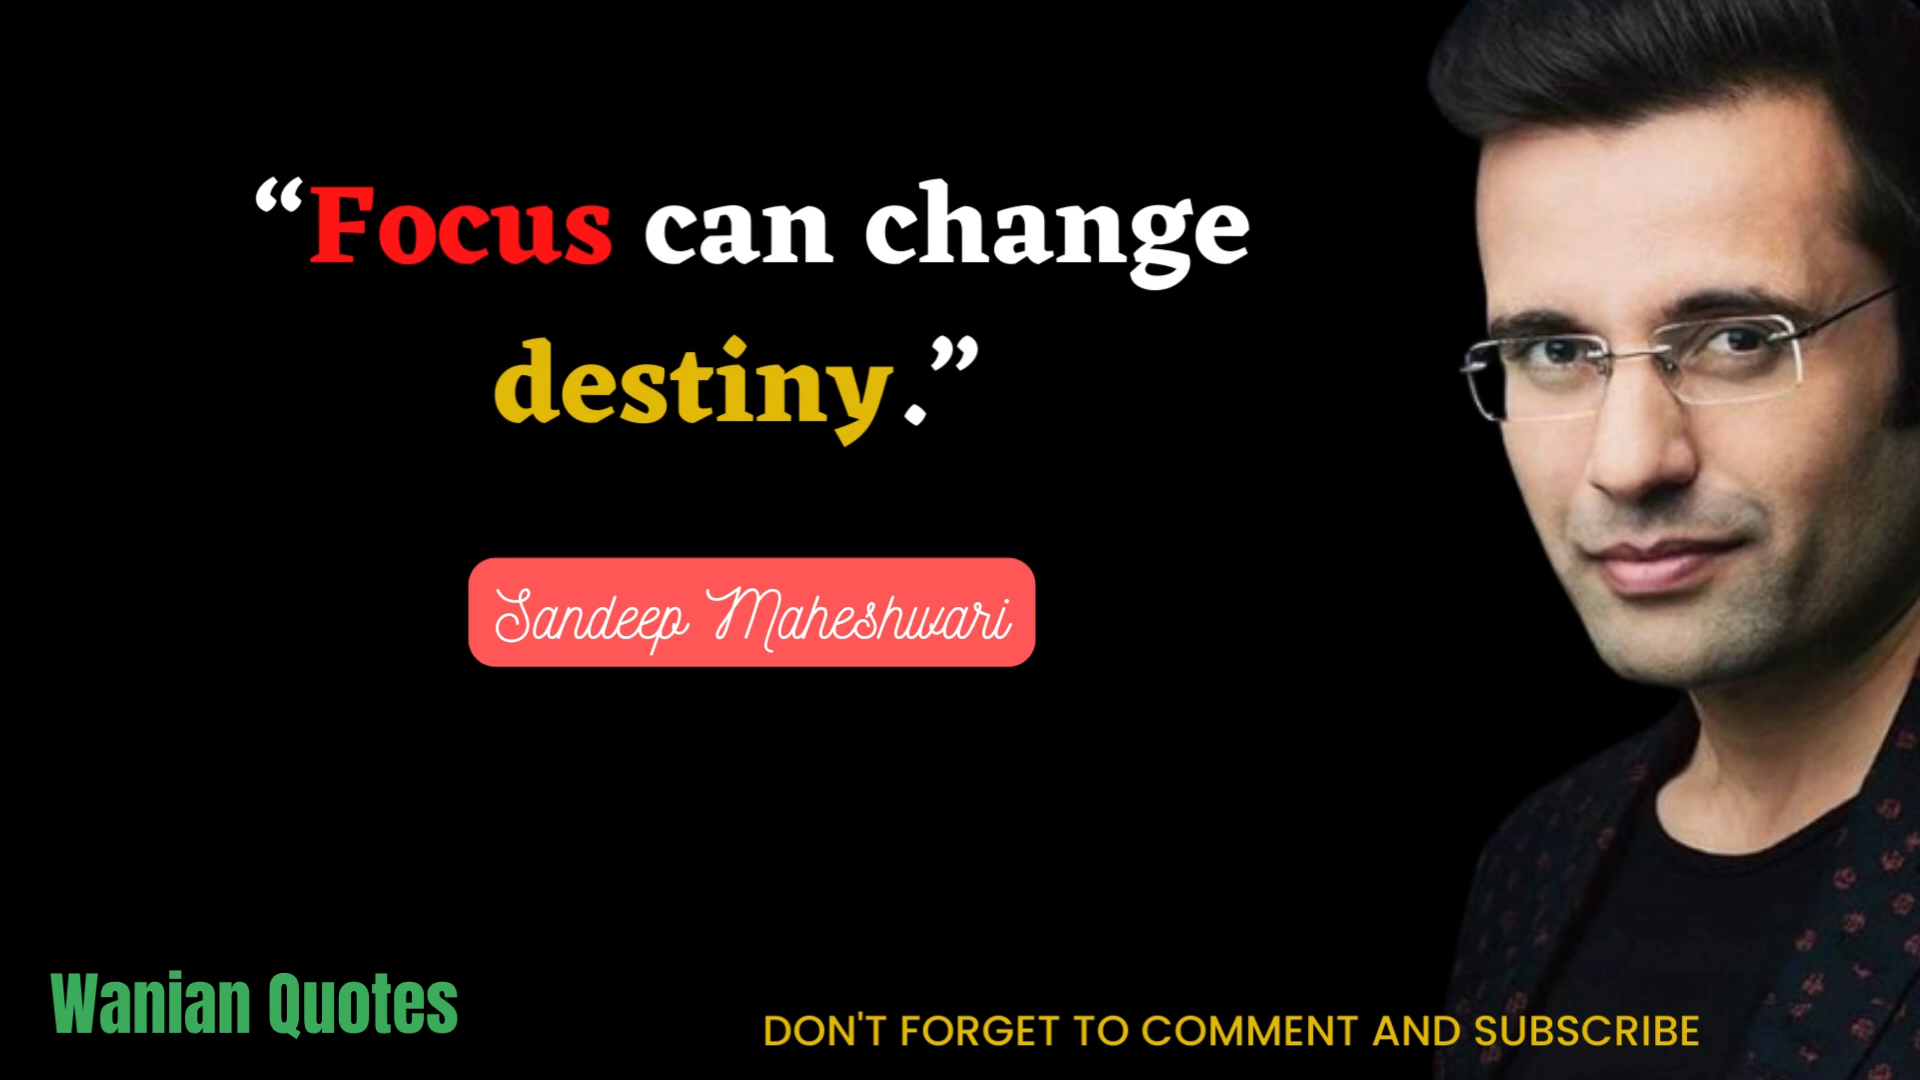 “Focus can change
destiny.”
Sandeep Maheshwari
Wanian Quotes
DON'T FORGET TO COMMENT AND SUBSCRIBE